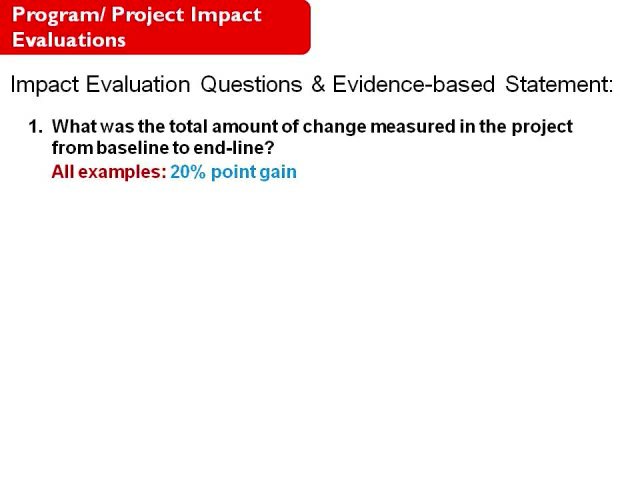 Program/ Project Impact
Evaluations
Impact Evaluation Questions & Evidence-based Statement:
1. What was the total amount of change measured in the project
from baseline to end-line?
All examples: 20% point gain